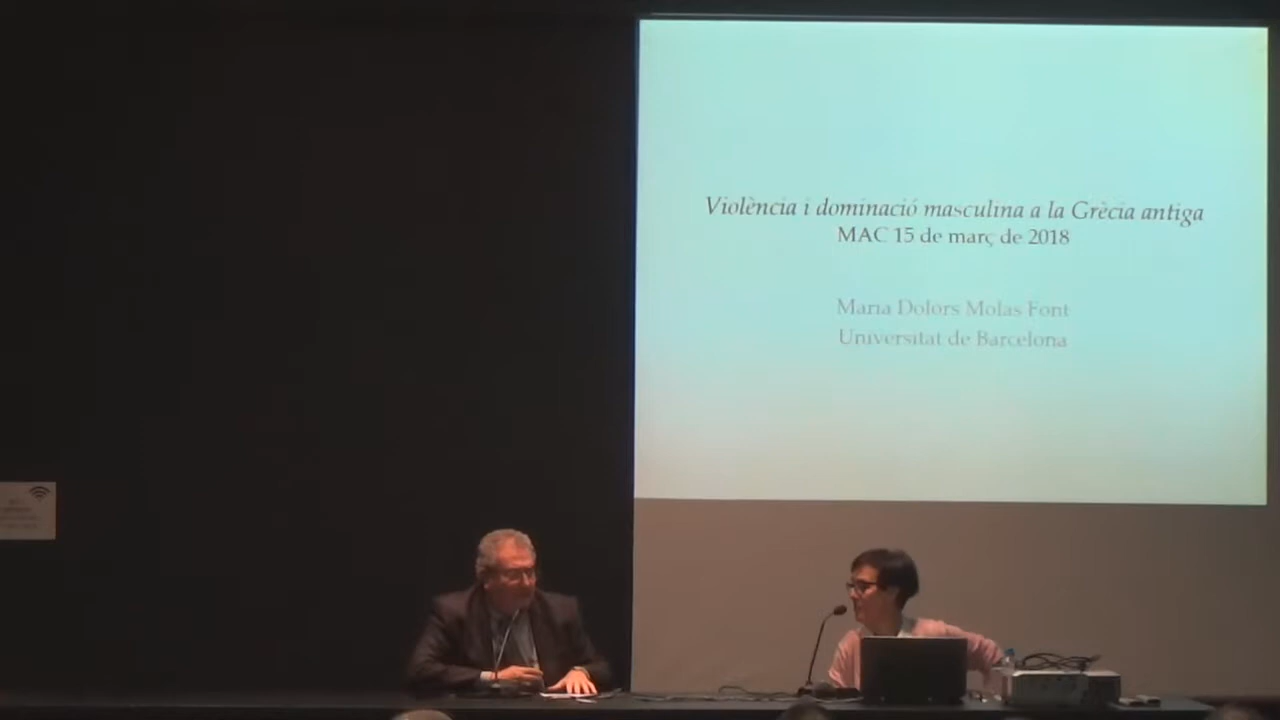 Violència i dominació masculina a la Grècia antiga
MAC 15 de març de 2018
Maria Dolors Molas Font
Universitat de Barcelona